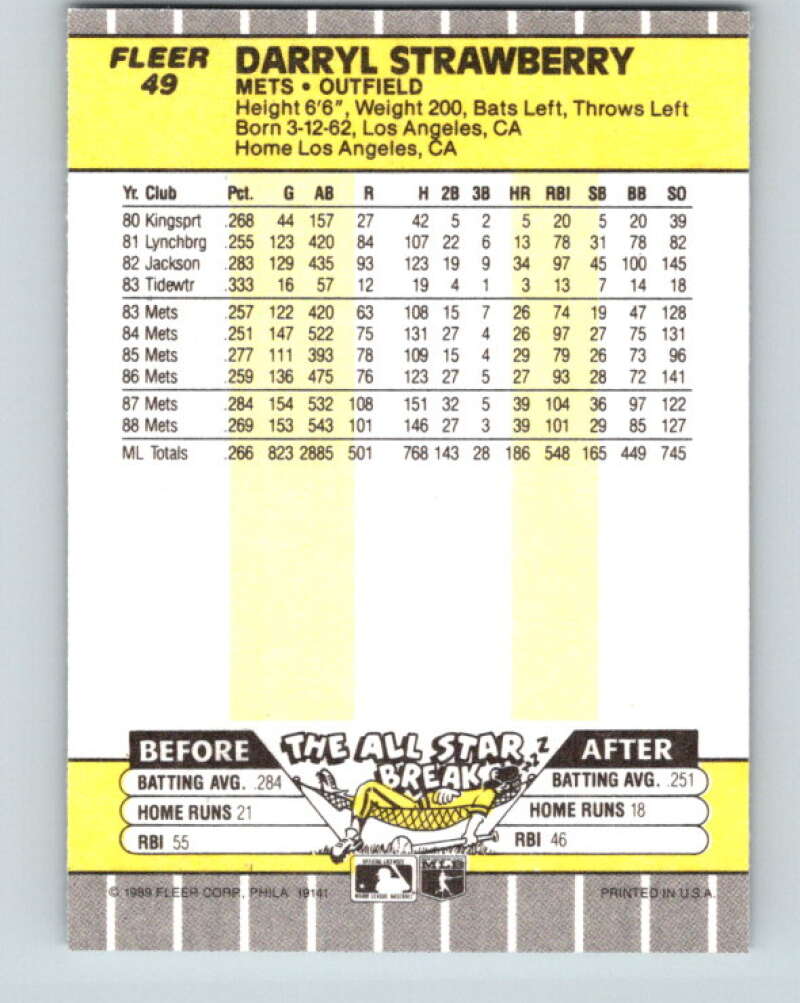 FLEER
49
DARRYL STRAWBERRY
METS • OUTFIELD
Height 6'6", Weight 200, Bats Left, Throws Left
Born 3-12-62, Los Angeles, CA
Home Los Angeles, CA
Yr. Club Pct. G AB R H 2B 3B HR RBI SB BB SO
80 Kingsprt .268 44 157 27 42 5 2 5 20 5 20 39
81 Lynchbrg .255 123 420 84 107 22 6 13 78 31 78 82
82 Jackson .283 129 435 93 123 19 9 34 97 45 100 145
83 Tidewtr .333 16 57 12 19 4 1 3 13 7 14 18
83 Mets .257 122 420 63 108 15 7 26 74 19 47 128
84 Mets .251 147 522 75 131 27 4 26 97 27 75 131
85 Mets .277 111 393 78 109 15 4 29 79 26 73 96
86 Mets .259 136 475 76 123 27 5 27 93 28 72 141
87 Mets .284 154 532 108 151 32 5 39 104 36 97 122
88 Mets .269 153 543 101 146 27 3 39 101 29 85 127
ML Totals .266 823 2885 501 768 143 28 186 548 165 449 745
BEFORE THE ALL STAR BREAK ZZZZ AFTER
BATTING AVG. .284 BATTING AVG. .251
HOME RUNS 21 HOME RUNS 18
RBI 55 RBI 46
MLB
© 1989 FLEER CORP., PHILA 19141 PRINTED IN U.S.A.